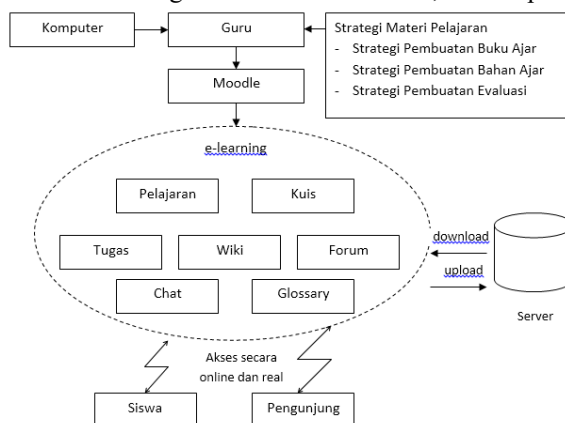 Komputer
Guru
Strategi Materi Pelajaran
- Strategi Pembuatan Buku Ajar
- Strategi Pembuatan Bahan Ajar
- Strategi Pembuatan Evaluasi
Moodle
e-learning
Pelajaran
Kuis
Tugas
Wiki
Forum
Chat
Glossary
download
upload
Server
Akses secara
online dan real
Siswa
Pengunjung